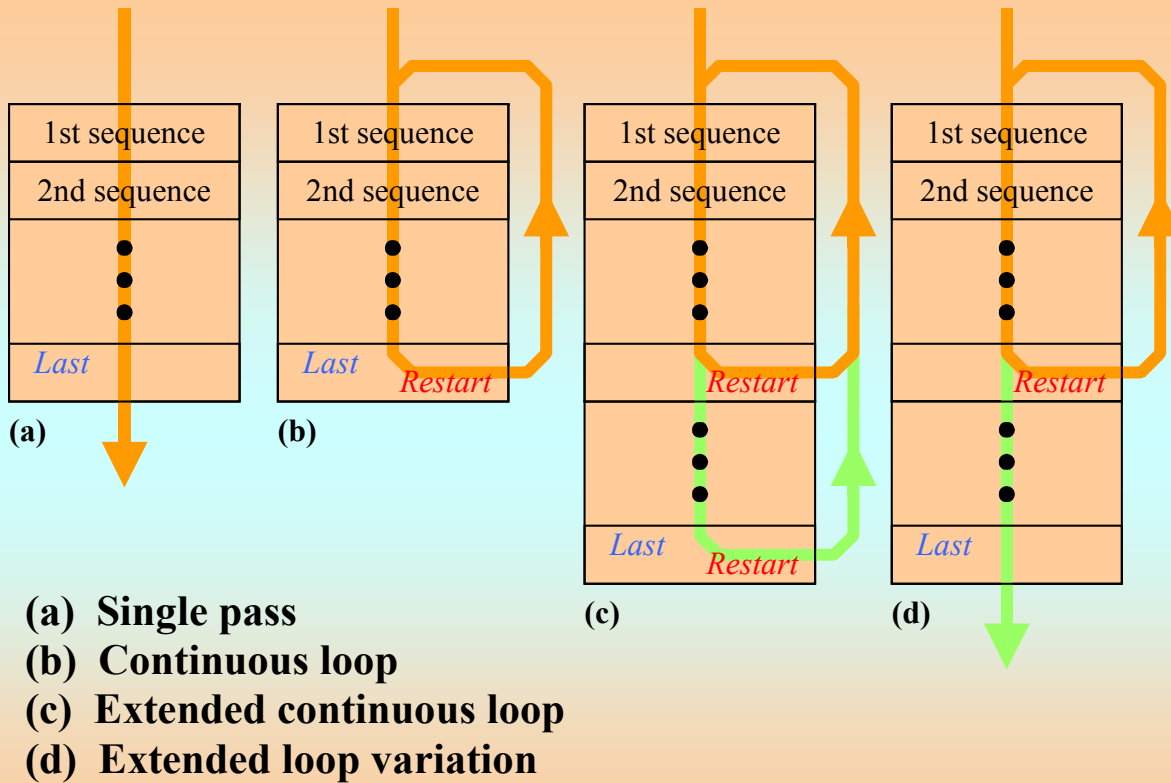 1st sequence
2nd sequence
Last
(a)
1st sequence
2nd sequence
Last
Restart
(b)
1st sequence
2nd sequence
Restart
Last
Restart
(c)
1st sequence
2nd sequence
Restart
Last
(d)
(a) Single pass
(b) Continuous loop
(c) Extended continuous loop
(d) Extended loop variation